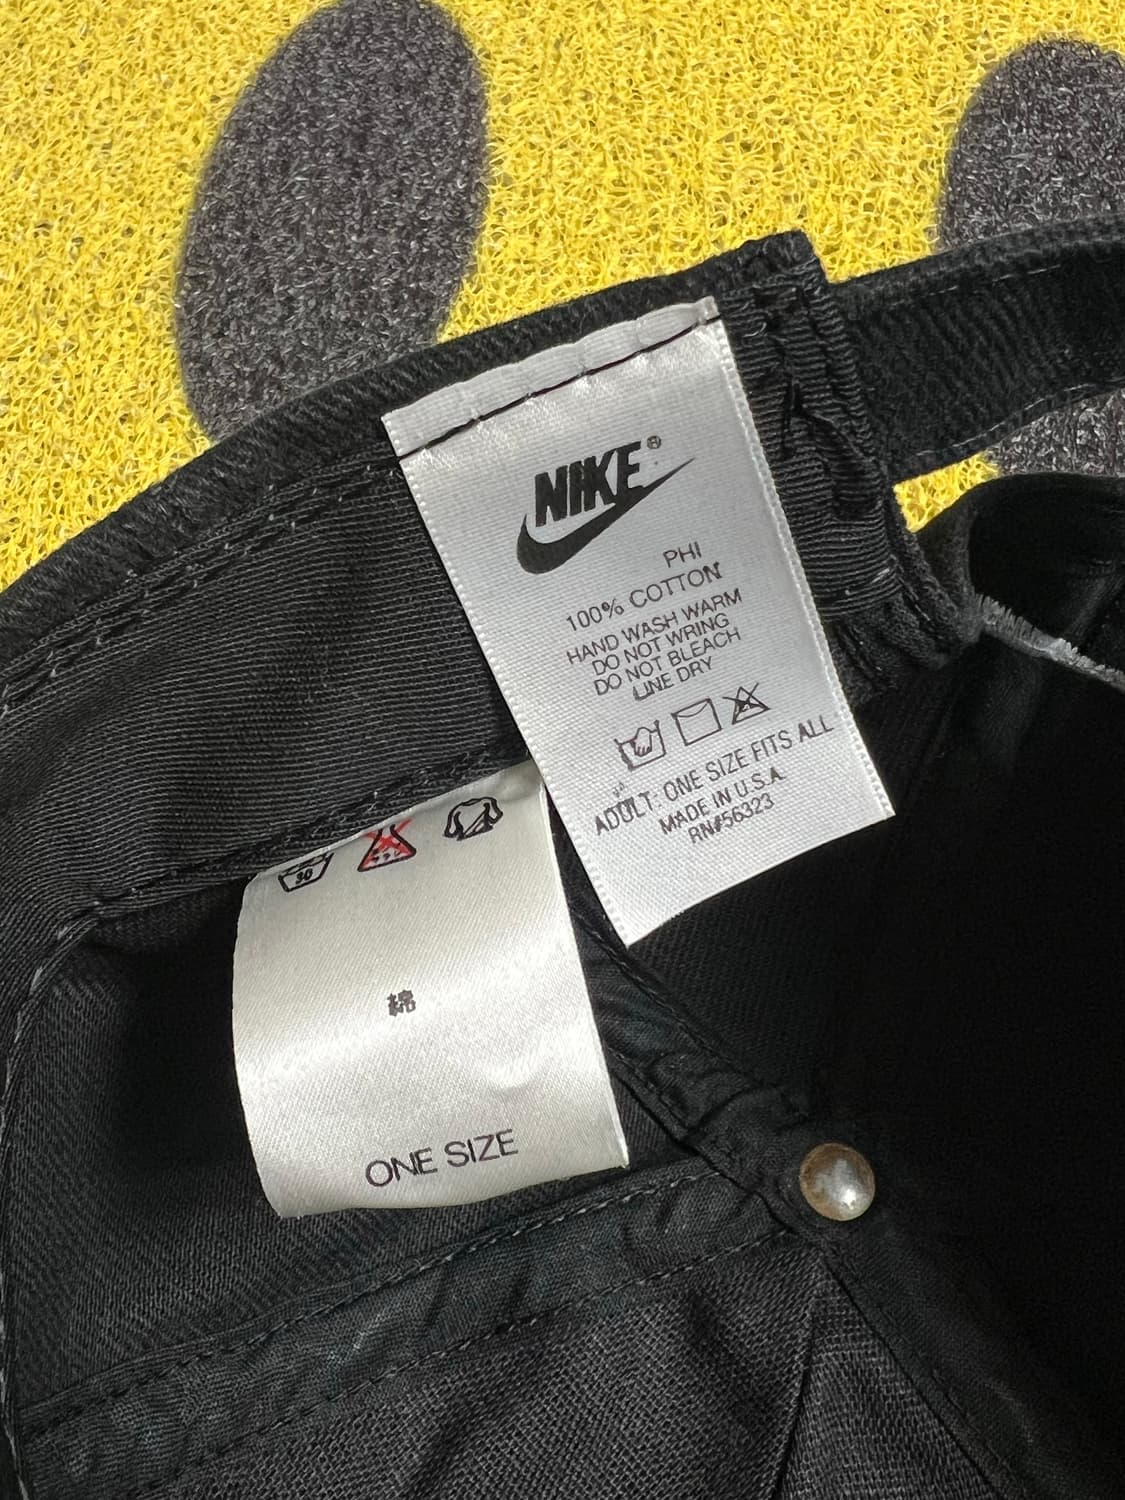 NIKE®
PHI
100% COTTON
HAND WASH WARM
DO NOT WRING
DO NOT BLEACH
LINE DRY
ADULT: ONE SIZE FITS ALL
MADE IN U.S.A.
RN#56323
30
綿
ONE SIZE